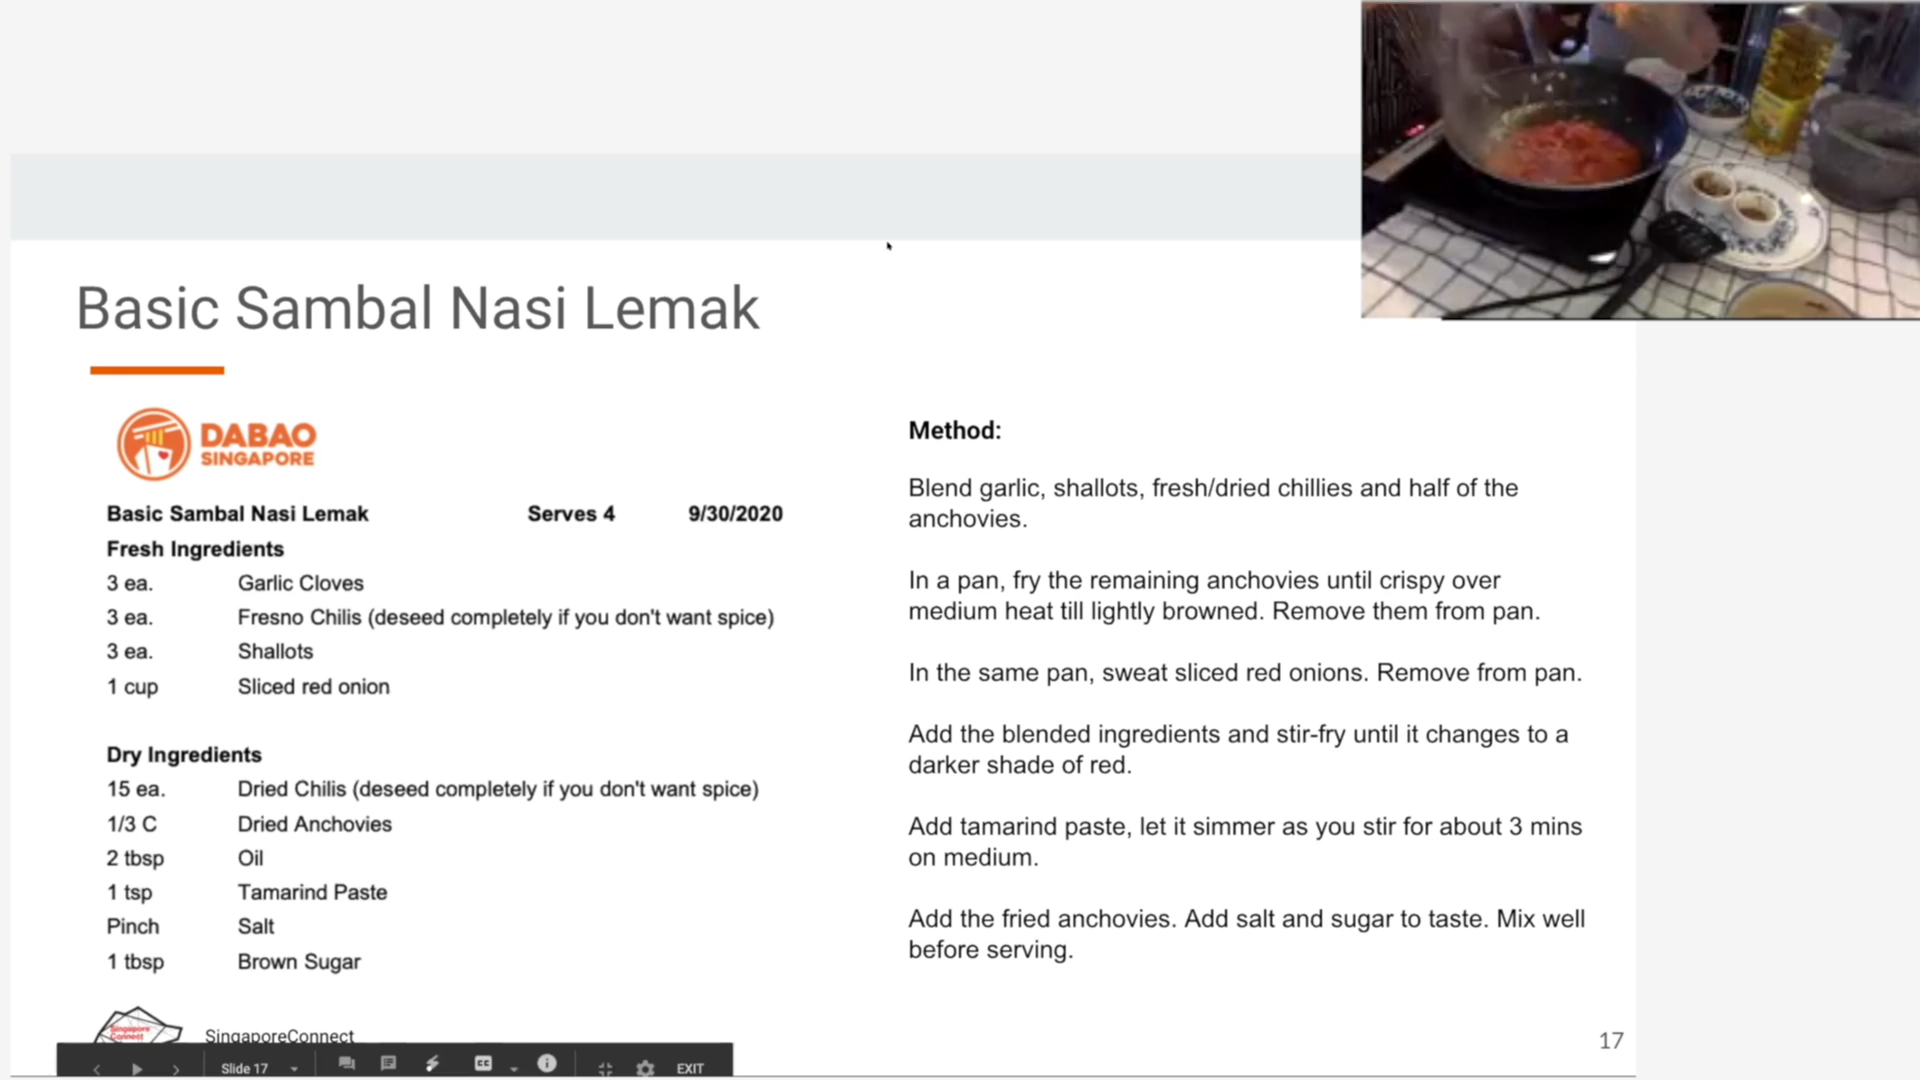 Basic Sambal Nasi Lemak
DABAO
SINGAPORE
Basic Sambal Nasi Lemak Serves 4 9/30/2020
Fresh Ingredients
3 ea. Garlic Cloves
3 ea. Fresno Chilis (deseed completely if you don't want spice)
3 ea. Shallots
1 cup Sliced red onion
Dry Ingredients
15 ea. Dried Chilis (deseed completely if you don't want spice)
1/3 C Dried Anchovies
2 tbsp Oil
1 tsp Tamarind Paste
Pinch Salt
1 tbsp Brown Sugar
Method:
Blend garlic, shallots, fresh/dried chillies and half of the
anchovies.
In a pan, fry the remaining anchovies until crispy over
medium heat till lightly browned. Remove them from pan.
In the same pan, sweat sliced red onions. Remove from pan.
Add the blended ingredients and stir-fry until it changes to a
darker shade of red.
Add tamarind paste, let it simmer as you stir for about 3 mins
on medium.
Add the fried anchovies. Add salt and sugar to taste. Mix well
before serving.
Singapore
Connect
SingaporeConnect
17
Slide 17
CC
EXIT